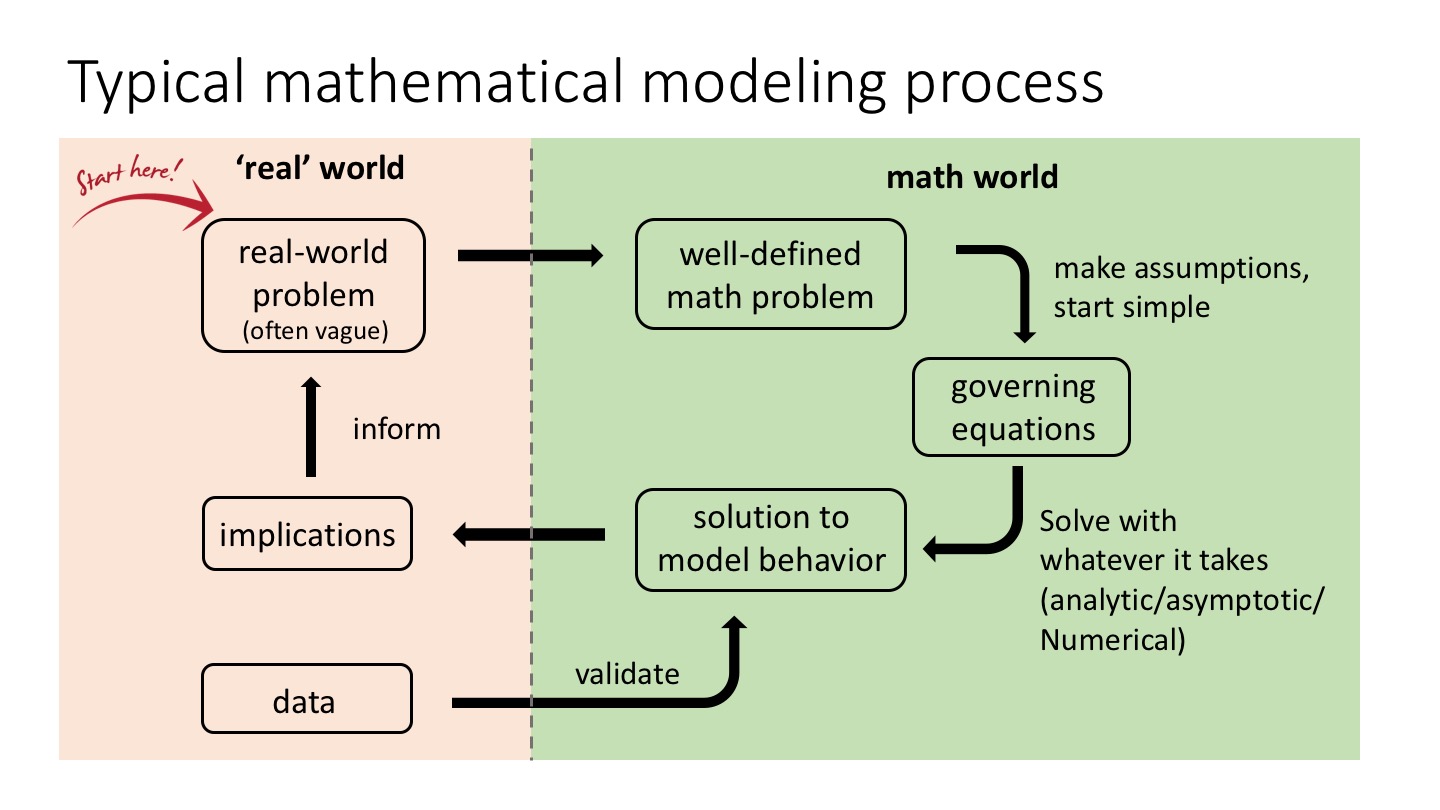 Typical mathematical modeling process
Start here!
‘real’ world
math world
real-world
problem
(often vague)
well-defined
math problem
make assumptions,
start simple
governing
equations
inform
implications
solution to
model behavior
Solve with
whatever it takes
(analytic/asymptotic/
Numerical)
validate
data